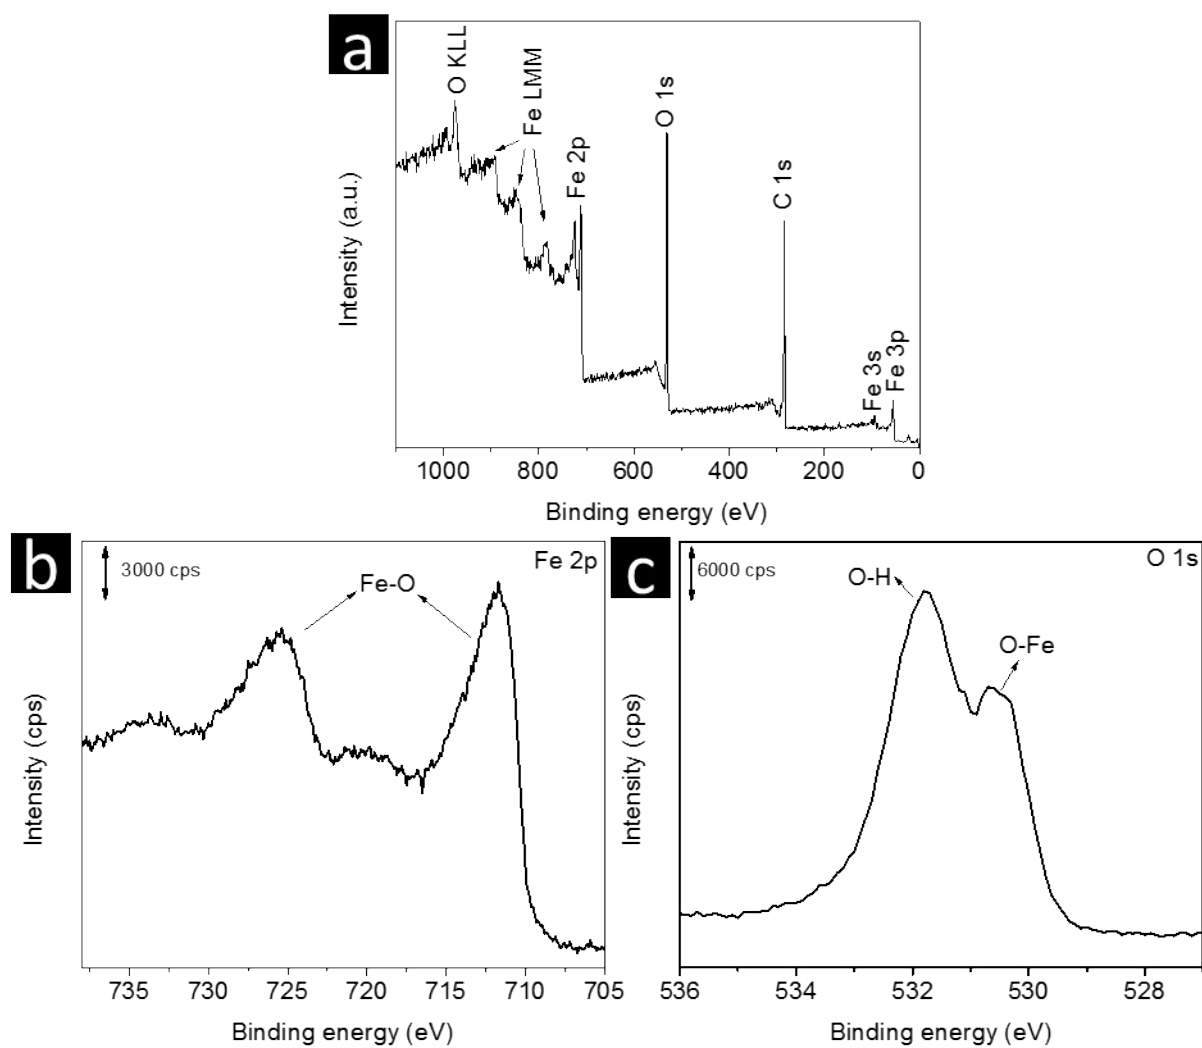 a
O KLL
Fe LMM
Fe 2p
O 1s
C 1s
Fe 3s
Fe 3p
Intensity (a.u.)
1000 800 600 400 200 0
Binding energy (eV)
b
3000 cps
Fe 2p
Fe-O
Intensity (cps)
735 730 725 720 715 710 705
Binding energy (eV)
c
6000 cps
O 1s
O-H
O-Fe
Intensity (cps)
536 534 532 530 528
Binding energy (eV)